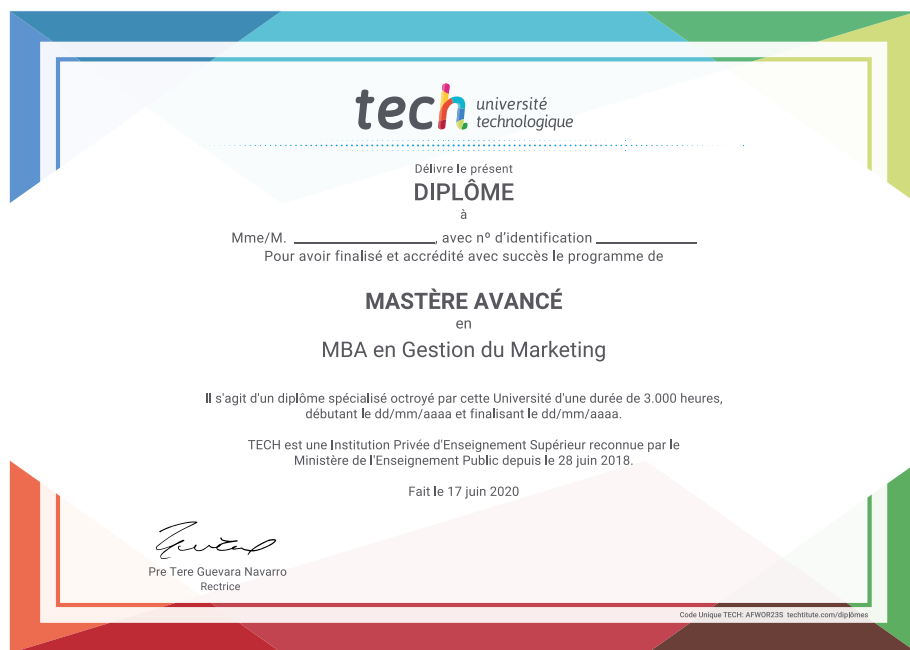 tech université
technologique
Délivre le présent
DIPLÔME
à
Mme/M. ____________, avec nº d'identification ____________
Pour avoir finalisé et accrédité avec succès le programme de
MASTÈRE AVANCÉ
en
MBA en Gestion du Marketing
Il s'agit d'un diplôme spécialisé octroyé par cette Université d'une durée de 3.000 heures,
débutant le dd/mm/aaaa et finalisant le dd/mm/aaaa.
TECH est une Institution Privée d'Enseignement Supérieur reconnue par le
Ministère de l'Enseignement Public depuis le 28 juin 2018.
Fait le 17 juin 2020
Pre Tere Guevara Navarro
Rectrice
Code Unique TECH: AFWOR23S techtitute.com/diplômes